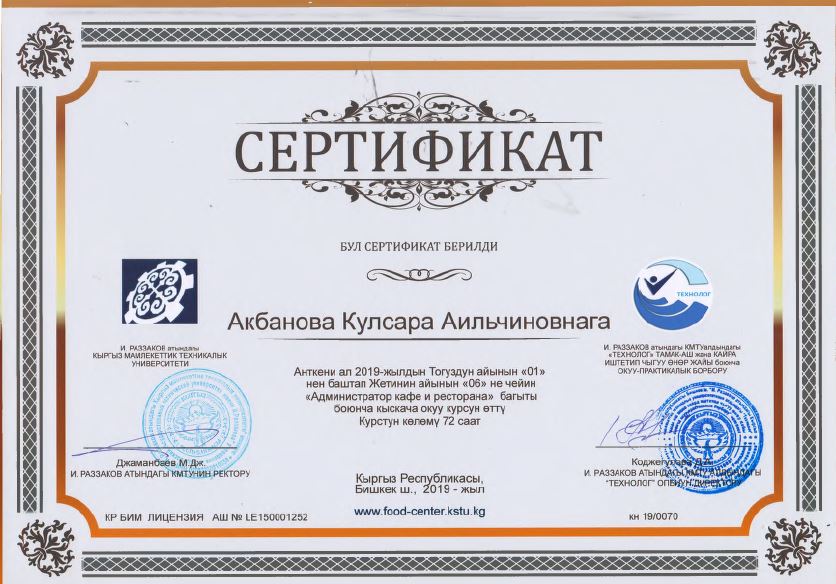 СЕРТИФИКАТ
БУЛ СЕРТИФИКАТ БЕРИЛДИ
ТЕХНОЛОГ
Акбанова Кулсара Аильчиновнага
И. РАЗЗАКОВ атындагы
КЫРГЫЗ МАМЛЕКЕТТИК ТЕХНИКАЛЫК
УНИВЕРСИТЕТИ
И. РАЗЗАКОВ атындагы КМТУалдындагы
«ТЕХНОЛОГ» ТАМАК-АШ жана КАЙРА
ИШТЕТИП ЧЫГУУ ӨНӨР ЖАЙЫ боюнча
ОКУУ-ПРАКТИКАЛЫК БОРБОРУ
Анткени ал 2019-жылдын Тогуздун айынын «01»
нен баштап Жетинин айынын «06» не чейин
«Администратор кафе и ресторана» багыты
боюнча кыскача окуу курсун өттү
Курстун көлөмү 72 саат
Джаманбаев М.Дж.
И. РАЗЗАКОВ АТЫНДАГЫ КМТУНИН РЕКТОРУ
И. РАЗЗАКОВ АТЫНДАГЫ КМТУ
"ТЕХНОЛОГ" ОПБНУН ДИРЕКТОРУ
Кыргыз Республикасы,
Бишкек ш., 2019 - жыл
www.food-center.kstu.kg
КР БИМ ЛИЦЕНЗИЯ АШ № LE150001252
кн 19/0070